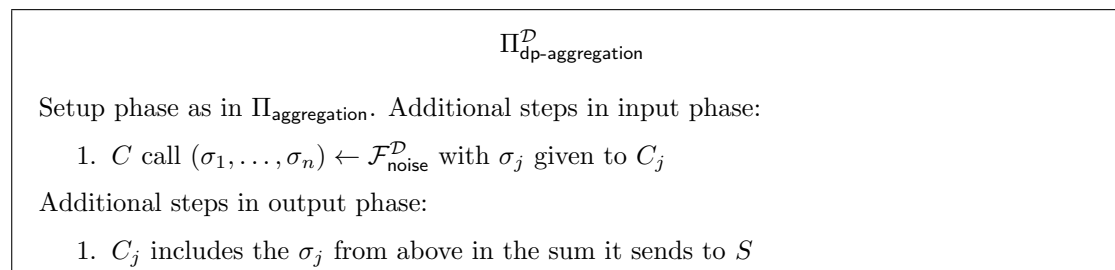 Π^𝒟_dp-aggregation
Setup phase as in Π_aggregation. Additional steps in input phase:
1. C call (σ_1, . . . , σ_n) ← ℱ^𝒟_noise with σ_j given to C_j
Additional steps in output phase:
1. C_j includes the σ_j from above in the sum it sends to S